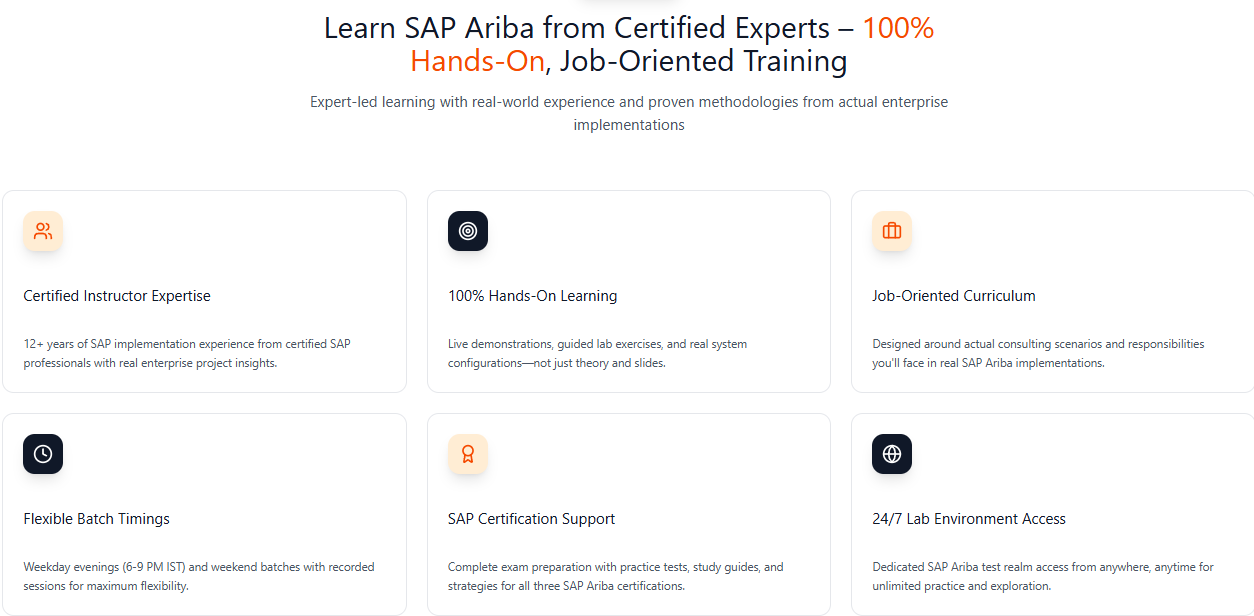 Learn SAP Ariba from Certified Experts – 100%
Hands-On, Job-Oriented Training
Expert-led learning with real-world experience and proven methodologies from actual enterprise
implementations
Certified Instructor Expertise
12+ years of SAP implementation experience from certified SAP
professionals with real enterprise project insights.
100% Hands-On Learning
Live demonstrations, guided lab exercises, and real system
configurations—not just theory and slides.
Job-Oriented Curriculum
Designed around actual consulting scenarios and responsibilities
you'll face in real SAP Ariba implementations.
Flexible Batch Timings
Weekday evenings (6-9 PM IST) and weekend batches with recorded
sessions for maximum flexibility.
SAP Certification Support
Complete exam preparation with practice tests, study guides, and
strategies for all three SAP Ariba certifications.
24/7 Lab Environment Access
Dedicated SAP Ariba test realm access from anywhere, anytime for
unlimited practice and exploration.